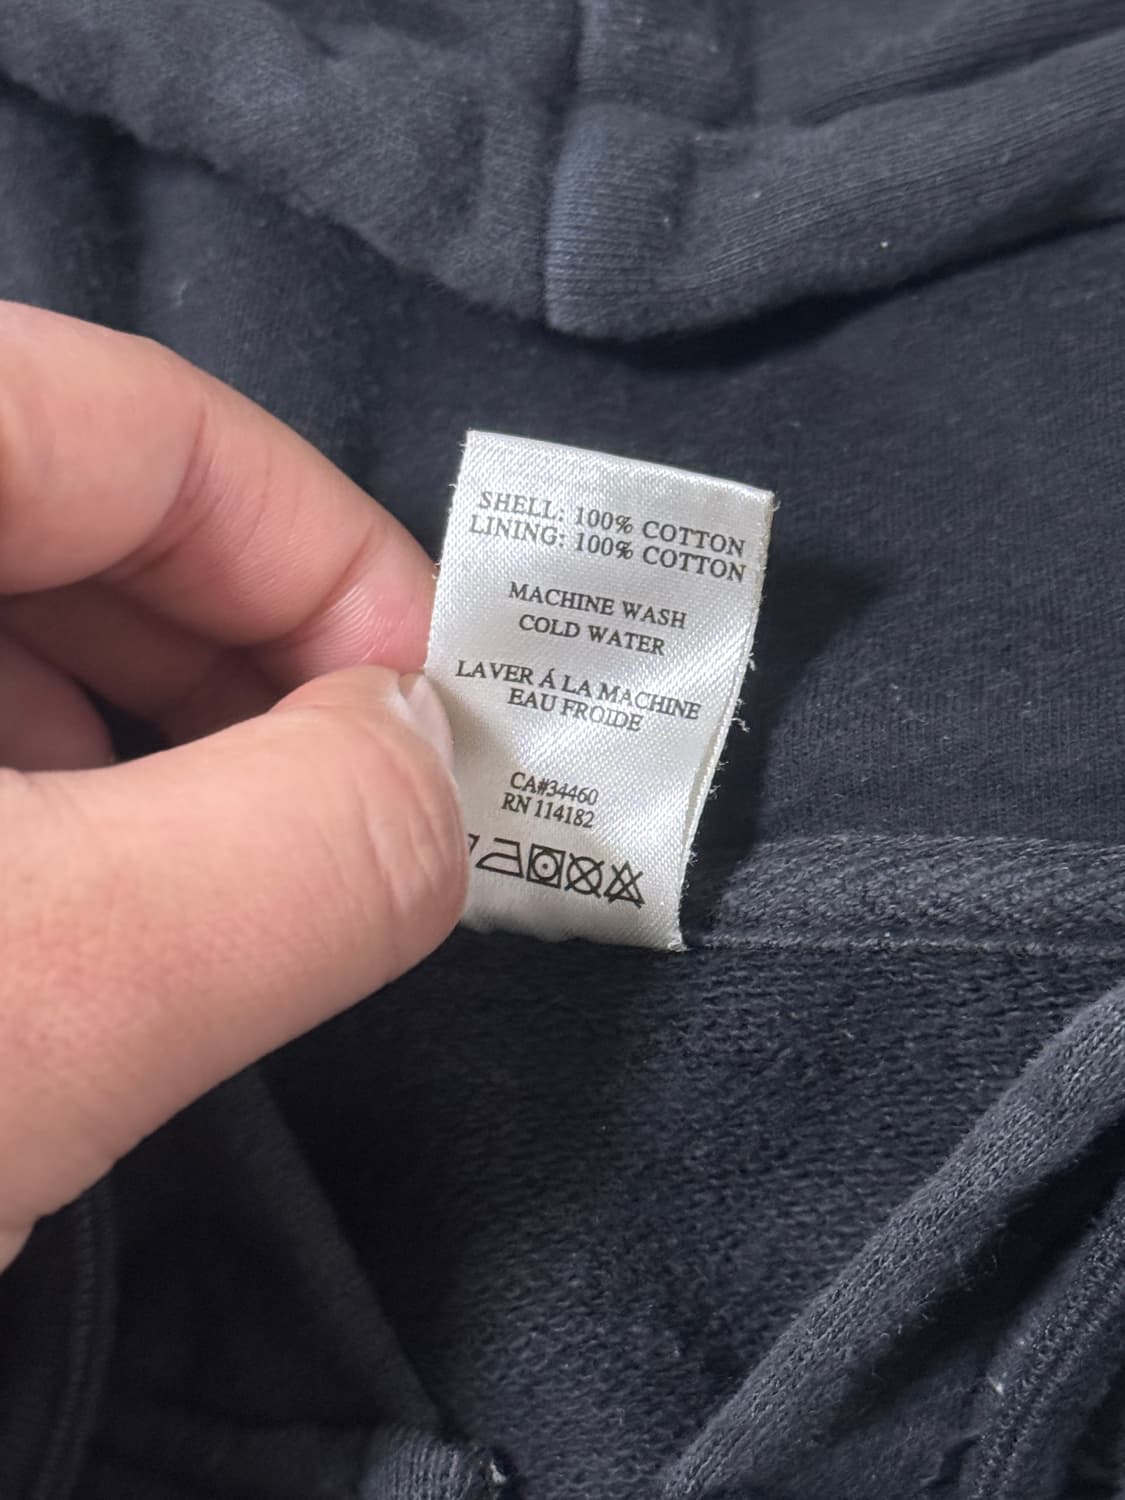 SHELL: 100% COTTON
LINING: 100% COTTON
MACHINE WASH
COLD WATER
LAVER Á LA MACHINE
EAU FROIDE
CA#34460
RN 114182